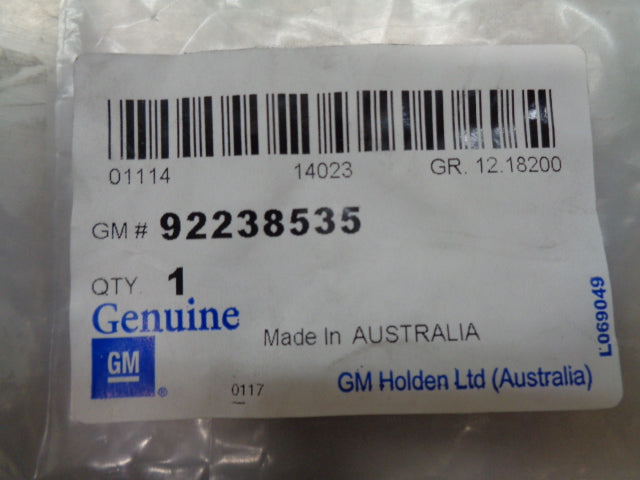 01114 14023 GR. 12.18200
GM # 92238535
QTY. 1
Genuine
GM ®
Made In AUSTRALIA
0117
GM Holden Ltd (Australia)
L069049